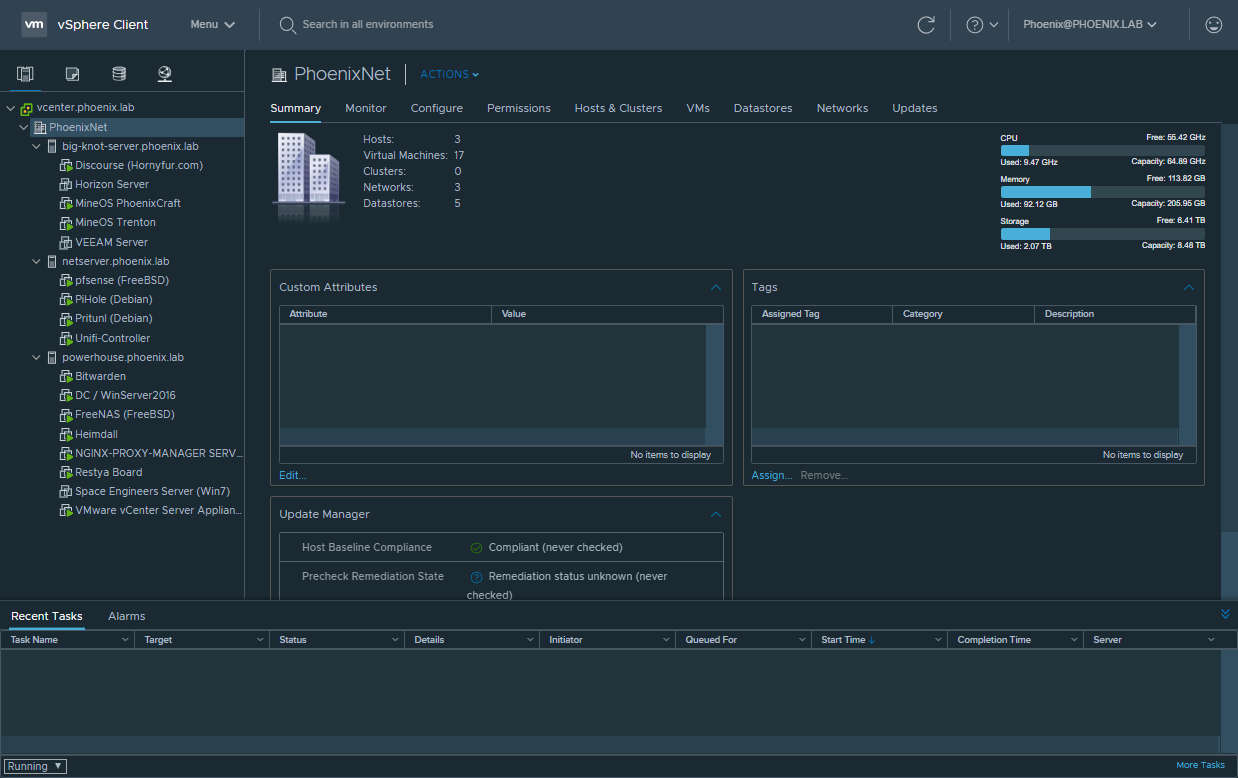 vm vSphere Client Menu Search in all environments Phoenix@PHOENIX.LAB
vcenter.phoenix.lab
PhoenixNet
big-knot-server.phoenix.lab
Discourse (Hornyfur.com)
Horizon Server
MineOS PhoenixCraft
MineOS Trenton
VEEAM Server
netserver.phoenix.lab
pfsense (FreeBSD)
PiHole (Debian)
Pritunl (Debian)
Unifi-Controller
powerhouse.phoenix.lab
Bitwarden
DC / WinServer2016
FreeNAS (FreeBSD)
Heimdall
NGINX-PROXY-MANAGER SERV...
Restya Board
Space Engineers Server (Win7)
VMware vCenter Server Applian...
PhoenixNet ACTIONS
Summary Monitor Configure Permissions Hosts & Clusters VMs Datastores Networks Updates
Hosts: 3
Virtual Machines: 17
Clusters: 0
Networks: 3
Datastores: 5
CPU Free: 55.42 GHz
Used: 9.47 GHz Capacity: 64.89 GHz
Memory Free: 113.82 GB
Used: 92.12 GB Capacity: 205.95 GB
Storage Free: 6.41 TB
Used: 2.07 TB Capacity: 8.48 TB
Custom Attributes
Attribute Value
No items to display
Edit...
Tags
Assigned Tag Category Description
No items to display
Assign... Remove...
Update Manager
Host Baseline Compliance Compliant (never checked)
Precheck Remediation State Remediation status unknown (never
checked)
Recent Tasks Alarms
Task Name Target Status Details Initiator Queued For Start Time Completion Time Server
Running More Tasks